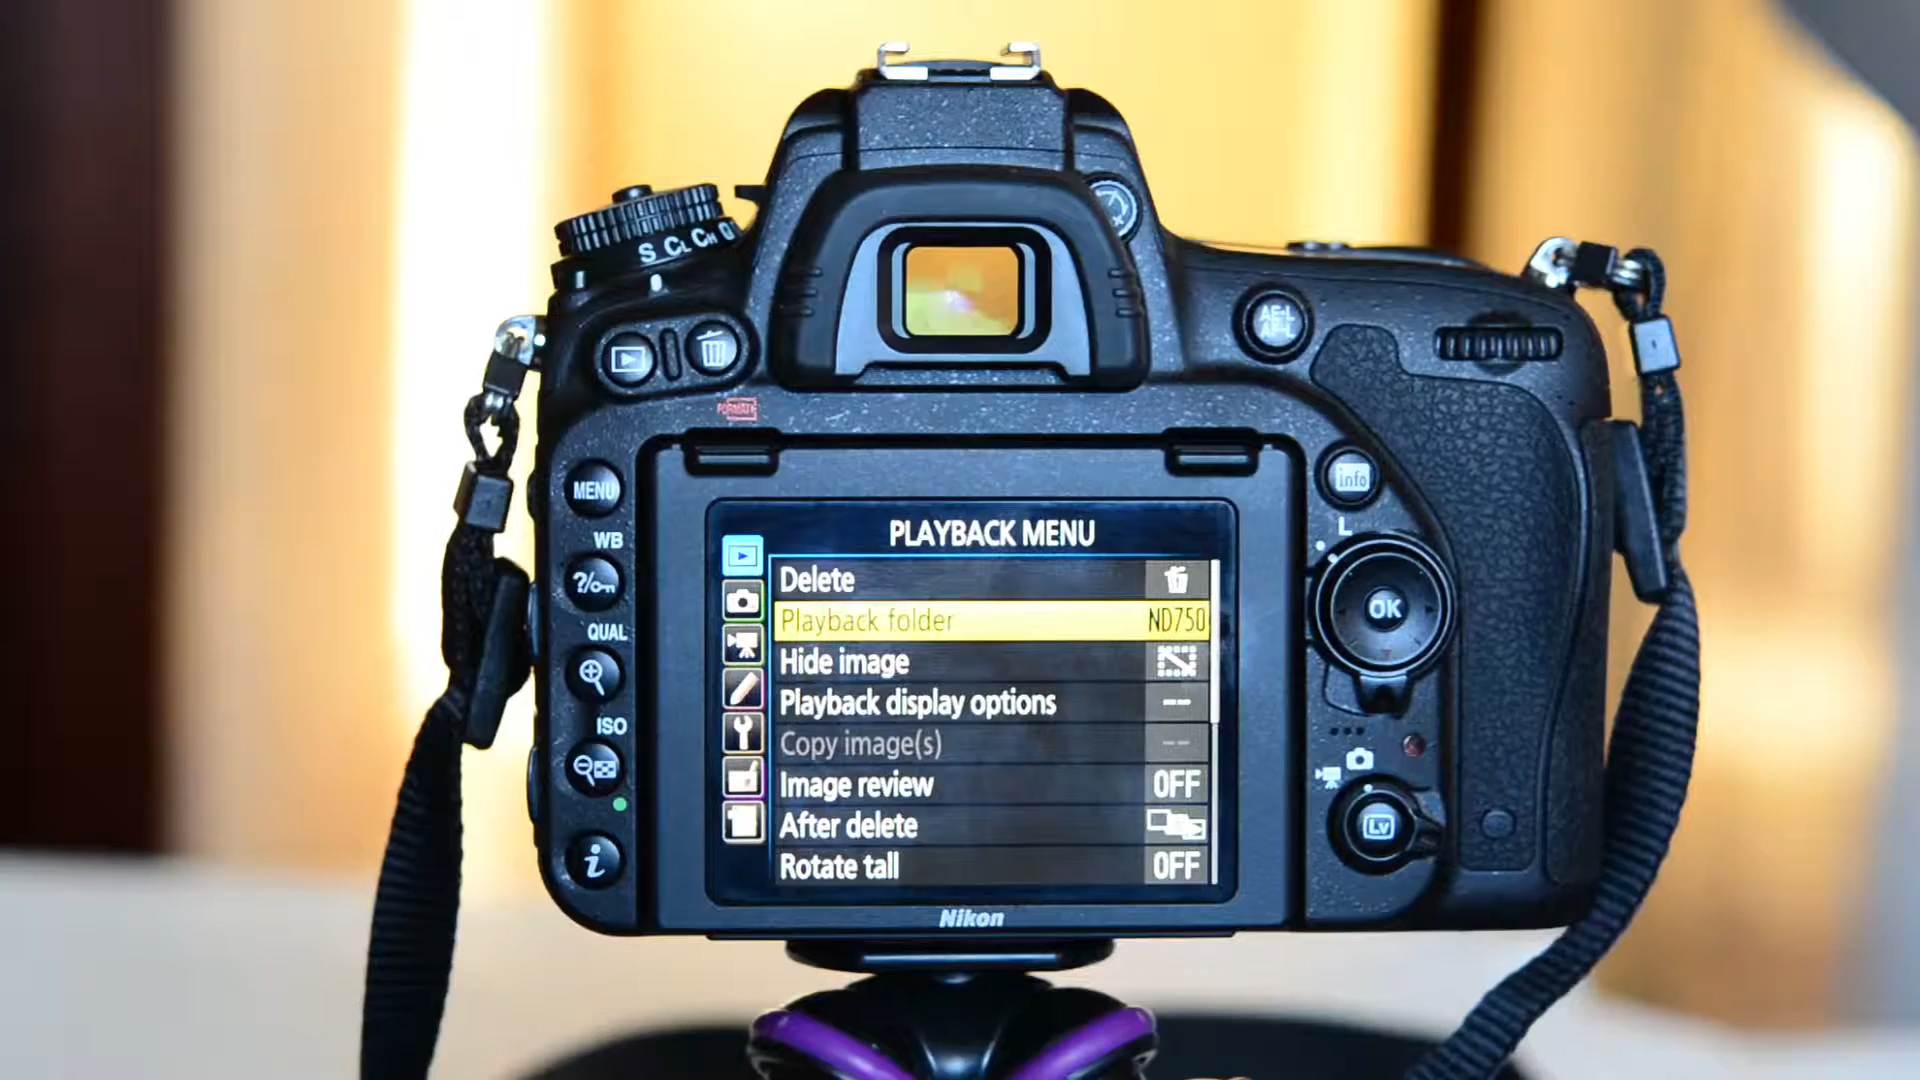 S CL CH Q
AE-L
AF-L
FORMAT
MENU
info
WB
L
?
QUAL
OK
ISO
i
Lv
PLAYBACK MENU
Delete
Playback folder ND750
Hide image
Playback display options --
Copy image(s) --
Image review OFF
After delete
Rotate tall OFF
Nikon